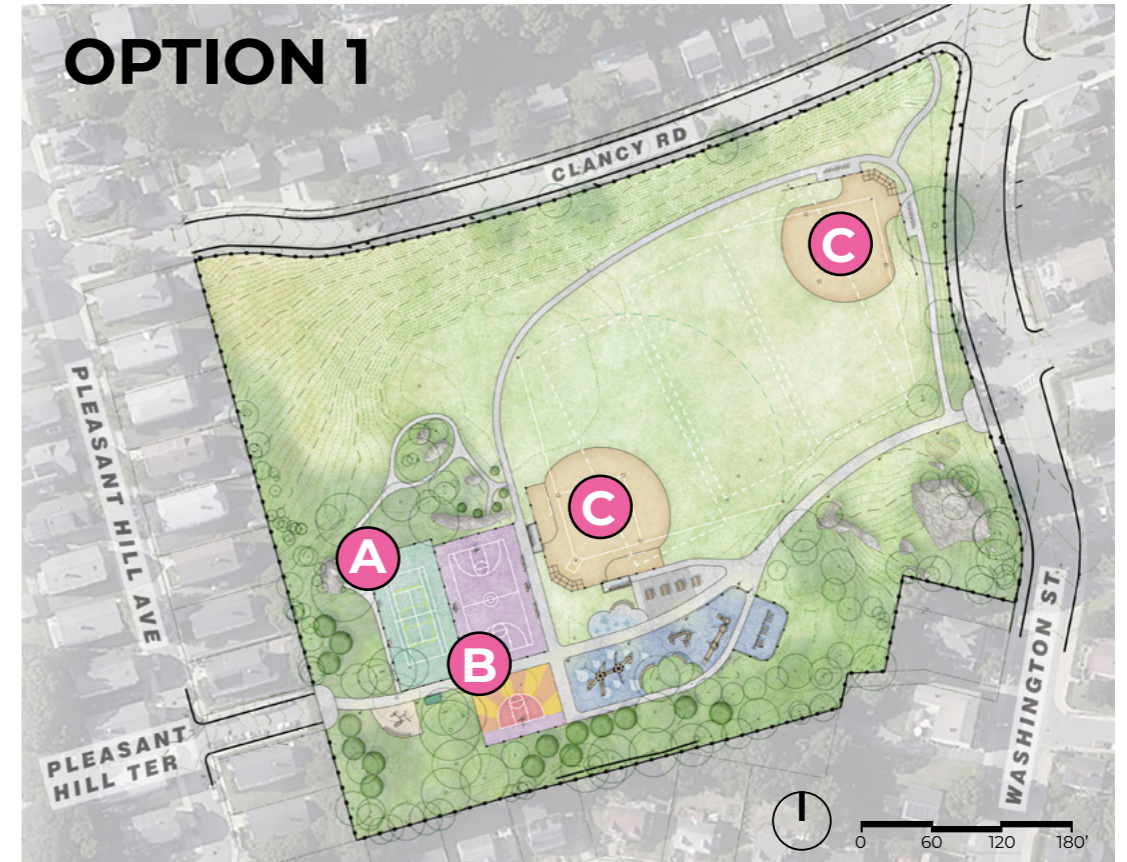 OPTION 1
CLANCY RD
C
PLEASANT HILL AVE
C
A
B
PLEASANT
HILL TER
WASHINGTON ST.
0 60 120 180'